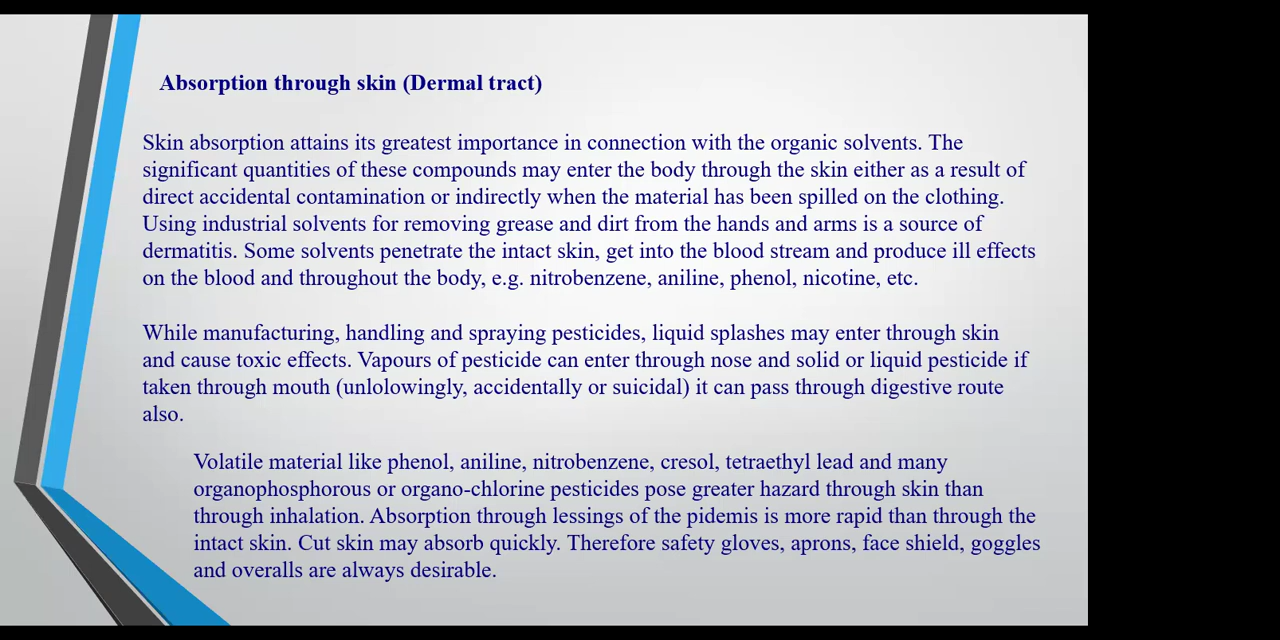 Absorption through skin (Dermal tract)
Skin absorption attains its greatest importance in connection with the organic solvents. The
significant quantities of these compounds may enter the body through the skin either as a result of
direct accidental contamination or indirectly when the material has been spilled on the clothing.
Using industrial solvents for removing grease and dirt from the hands and arms is a source of
dermatitis. Some solvents penetrate the intact skin, get into the blood stream and produce ill effects
on the blood and throughout the body, e.g. nitrobenzene, aniline, phenol, nicotine, etc.
While manufacturing, handling and spraying pesticides, liquid splashes may enter through skin
and cause toxic effects. Vapours of pesticide can enter through nose and solid or liquid pesticide if
taken through mouth (unlolowingly, accidentally or suicidal) it can pass through digestive route
also.
Volatile material like phenol, aniline, nitrobenzene, cresol, tetraethyl lead and many
organophosphorous or organo-chlorine pesticides pose greater hazard through skin than
through inhalation. Absorption through lessings of the pidemis is more rapid than through the
intact skin. Cut skin may absorb quickly. Therefore safety gloves, aprons, face shield, goggles
and overalls are always desirable.